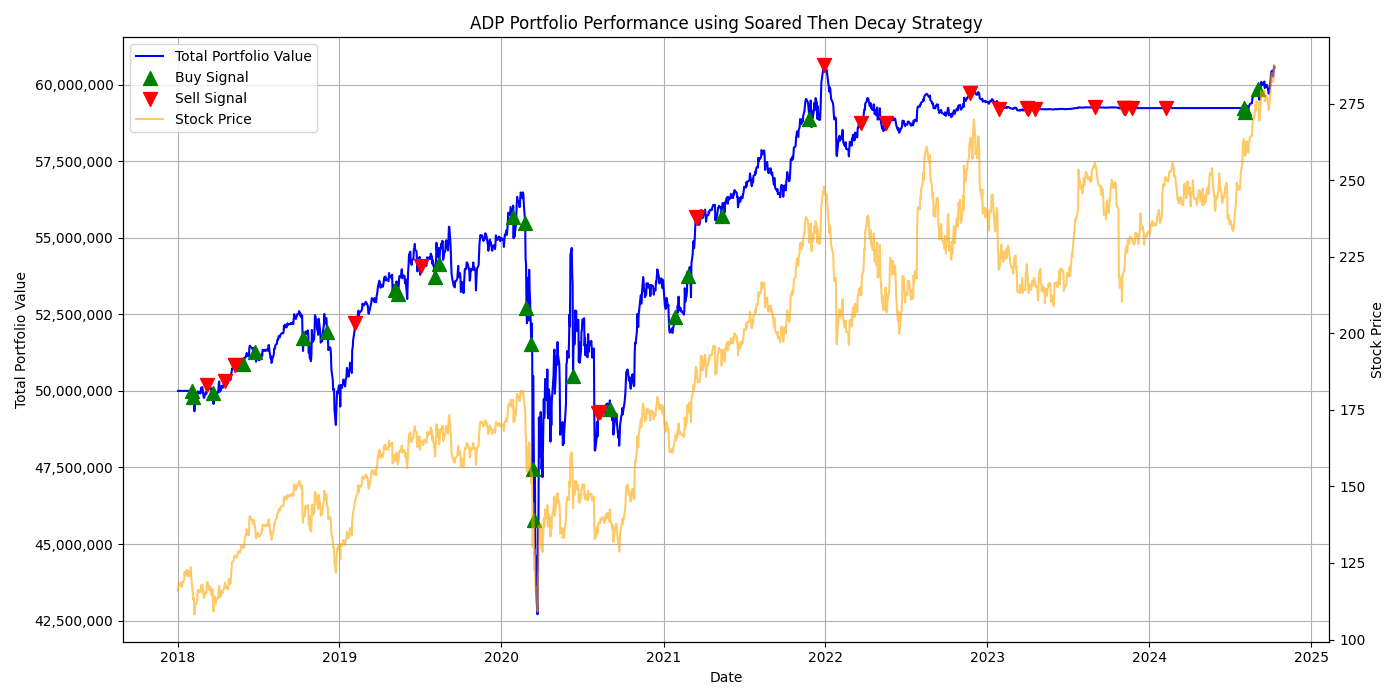 ADP Portfolio Performance using Soared Then Decay Strategy
Total Portfolio Value
Buy Signal
Sell Signal
Stock Price
60,000,000
57,500,000
55,000,000
52,500,000
50,000,000
47,500,000
45,000,000
42,500,000
Total Portfolio Value
275
250
225
200
175
150
125
100
Stock Price
2018 2019 2020 2021 2022 2023 2024 2025
Date